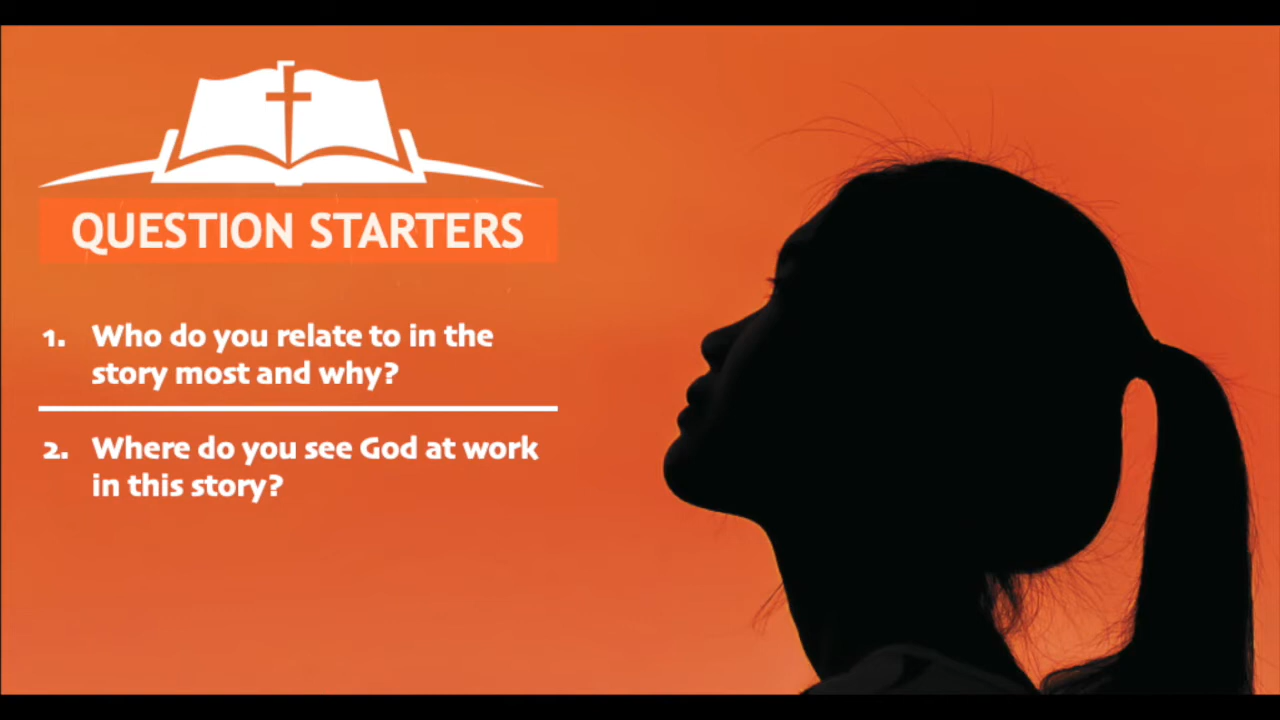 QUESTION STARTERS
1. Who do you relate to in the
story most and why?
2. Where do you see God at work
in this story?